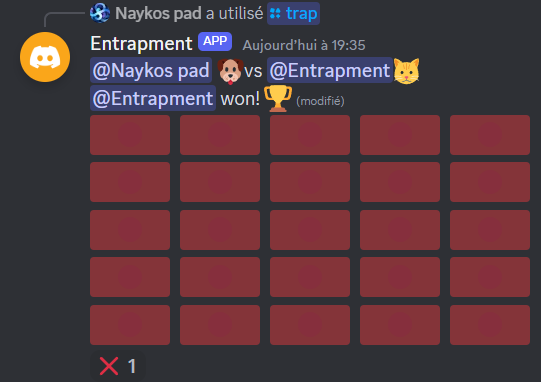 Naykos pad a utilisé trap
Entrapment APP Aujourd'hui à 19:35
@Naykos pad vs @Entrapment
@Entrapment won! (modifié)
1